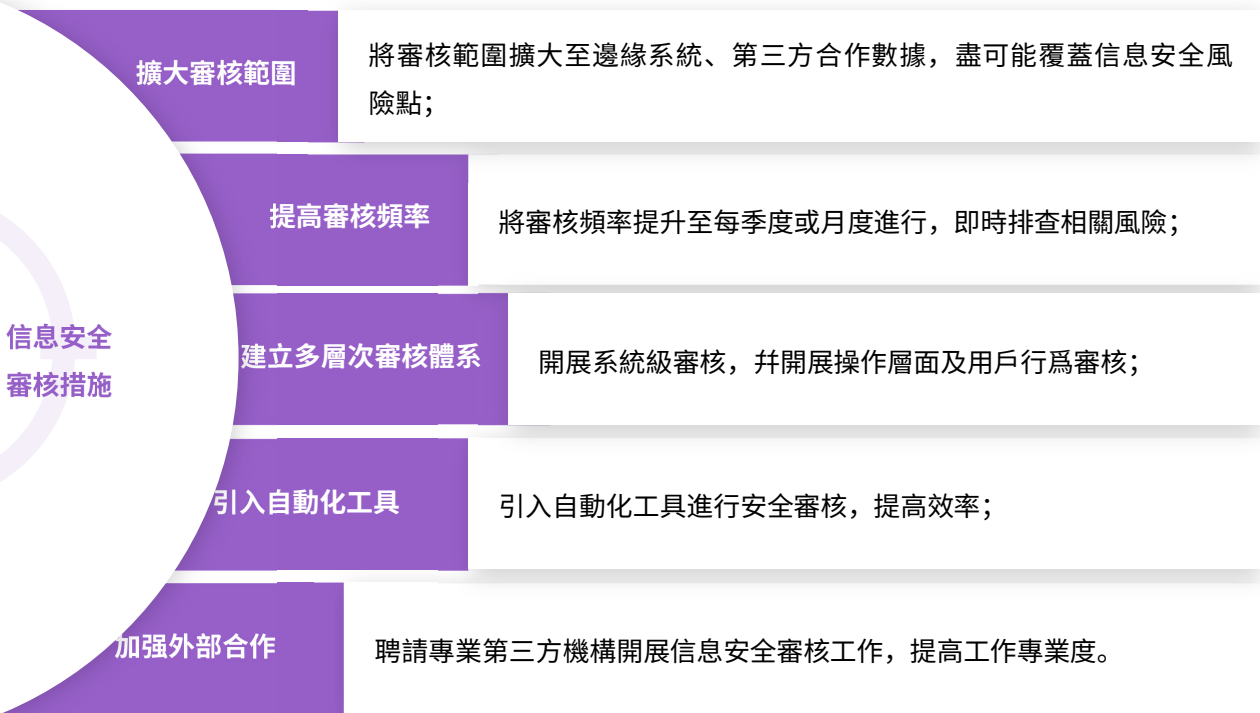 信息安全
審核措施
擴大審核範圍
將審核範圍擴大至邊緣系統、第三方合作數據，盡可能覆蓋信息安全風
險點；
提高審核頻率
將審核頻率提升至每季度或月度進行，即時排查相關風險；
建立多層次審核體系
開展系統級審核，幷開展操作層面及用戶行爲審核；
引入自動化工具
引入自動化工具進行安全審核，提高效率；
加强外部合作
聘請專業第三方機構開展信息安全審核工作，提高工作專業度。